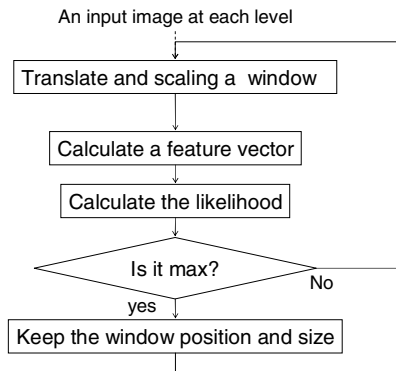 An input image at each level
Translate and scaling a window
Calculate a feature vector
Calculate the likelihood
Is it max?
No
yes
Keep the window position and size